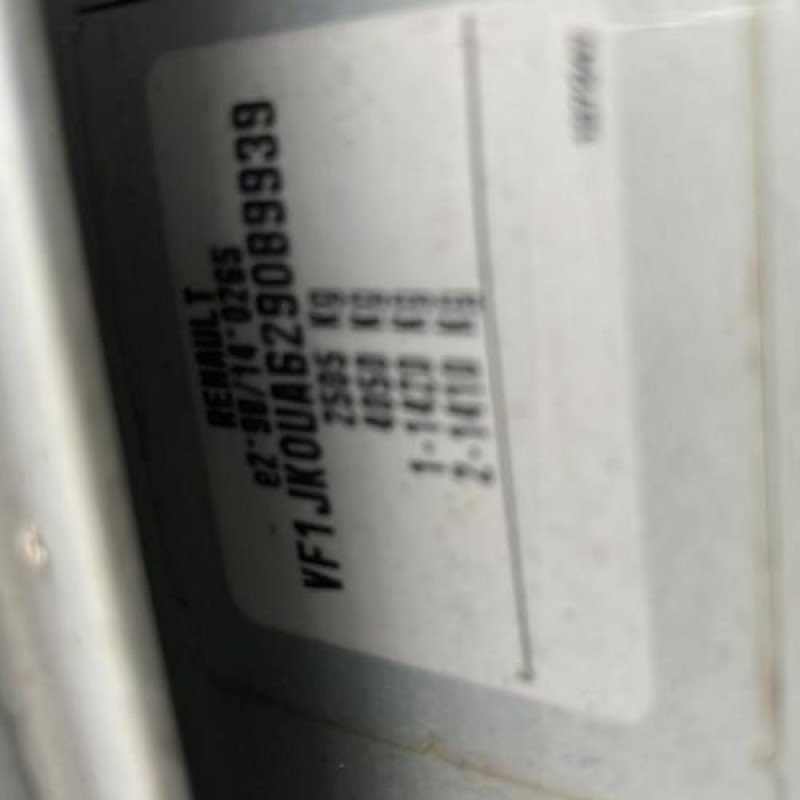 RENAULT
e2*98/14*0265
VF1JK0UA629089939
2505 KG
4050 KG
1-1420 KG
2-1410 KG